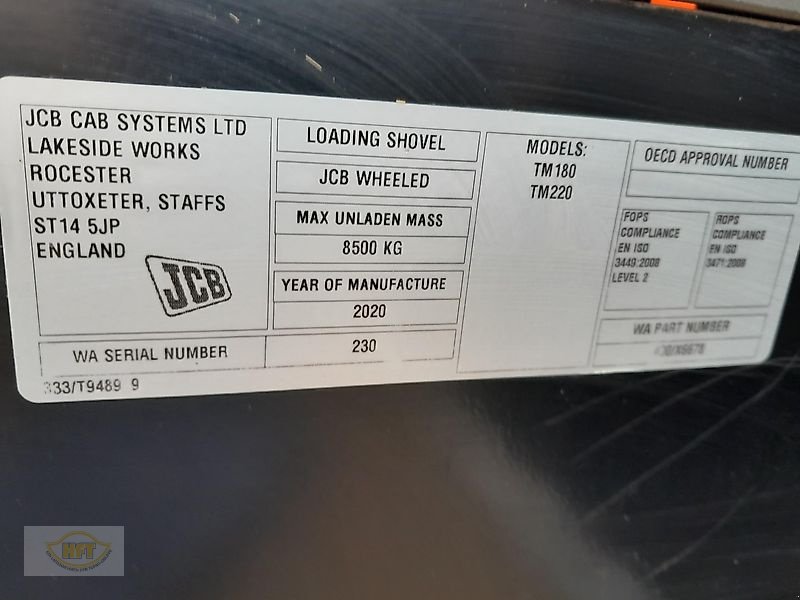 JCB CAB SYSTEMS LTD
LAKESIDE WORKS
ROCESTER
UTTOXETER, STAFFS
ST14 5JP
ENGLAND
JCB
WA SERIAL NUMBER
230
333/T9489 9
LOADING SHOVEL
JCB WHEELED
MAX UNLADEN MASS
8500 KG
YEAR OF MANUFACTURE
2020
MODELS:
TM180
TM220
OECD APPROVAL NUMBER
FOPS
COMPLIANCE
EN ISO
3449:2008
LEVEL 2
ROPS
COMPLIANCE
EN ISO
3471:2008
WA PART NUMBER
HFT